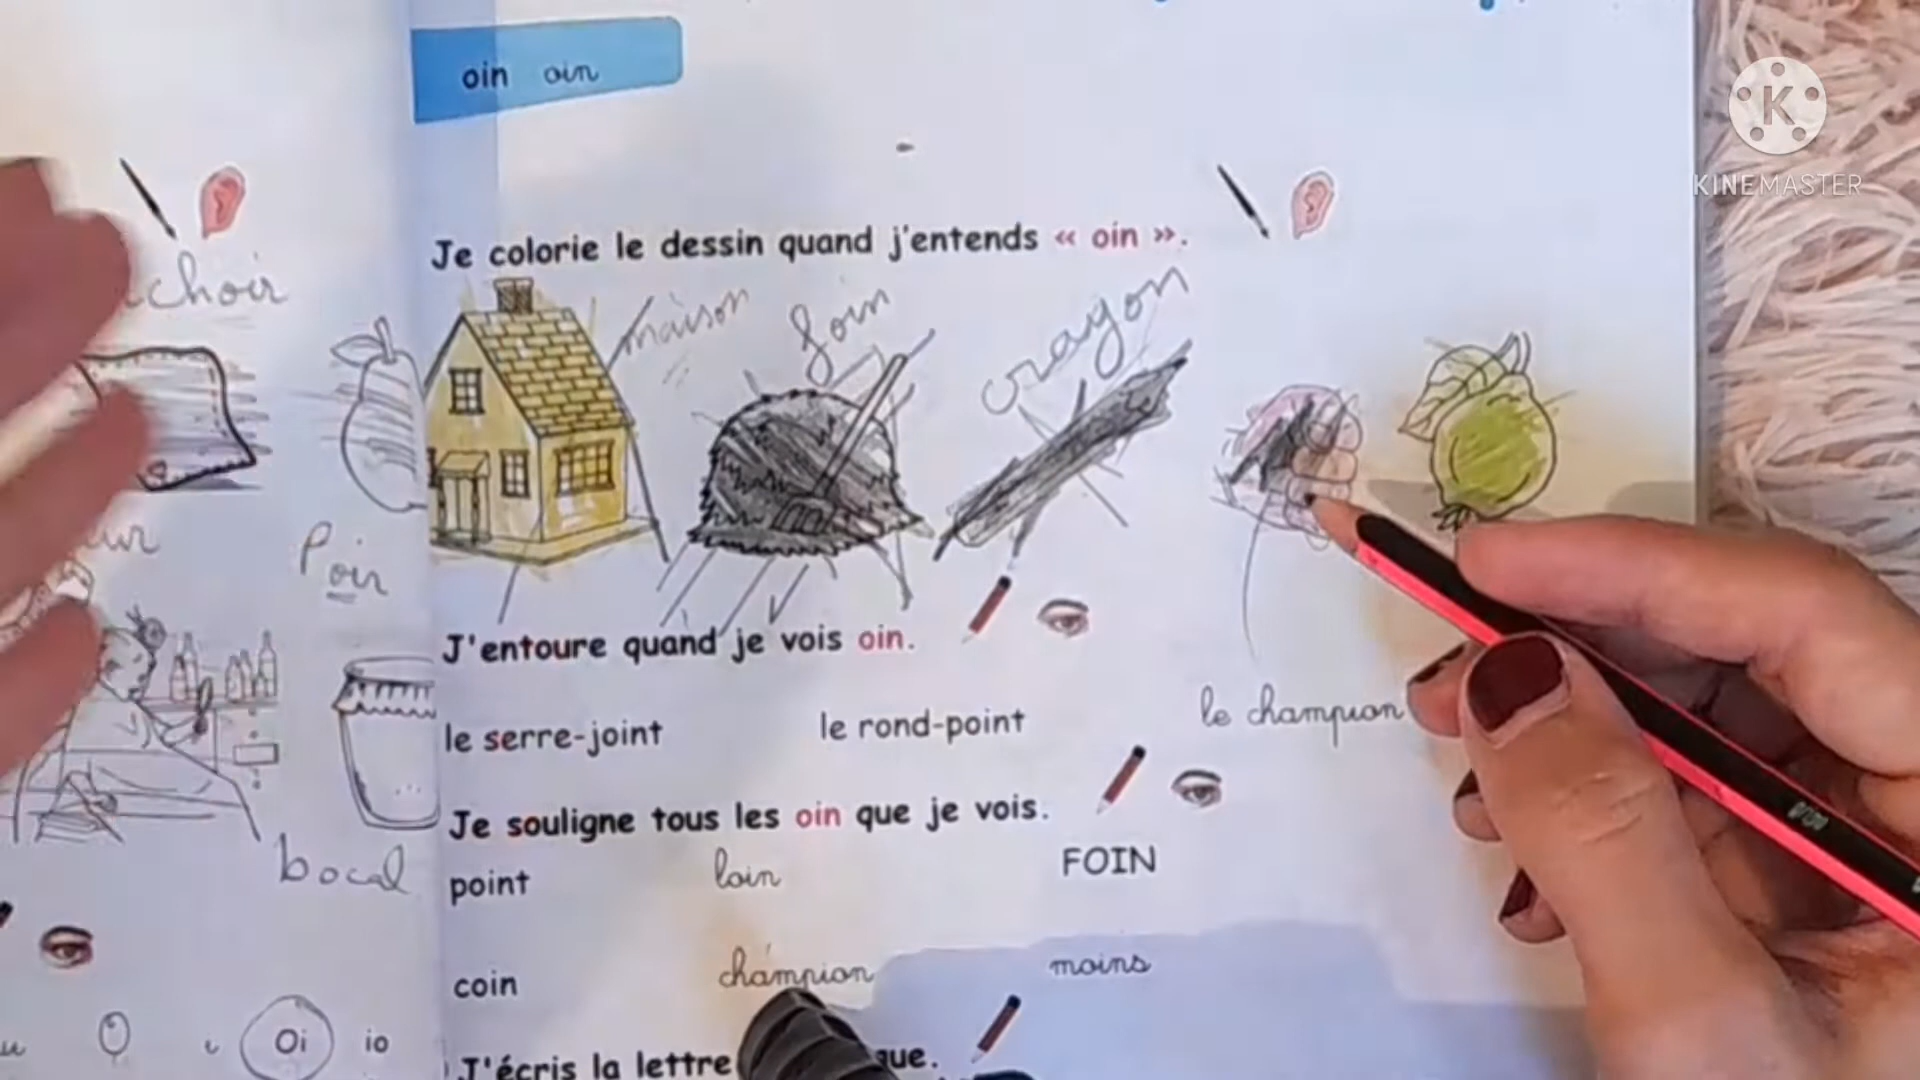 oin oin
KINEMASTER
choir
Je colorie le dessin quand j'entends « oin ».
maison
foin
crayon
Poir
J'entoure quand je vois oin.
le serre-joint le rond-point le champion
Je souligne tous les oin que je vois.
bocal
point loin FOIN
coin champion moins
Oi io
J'écris la lettre